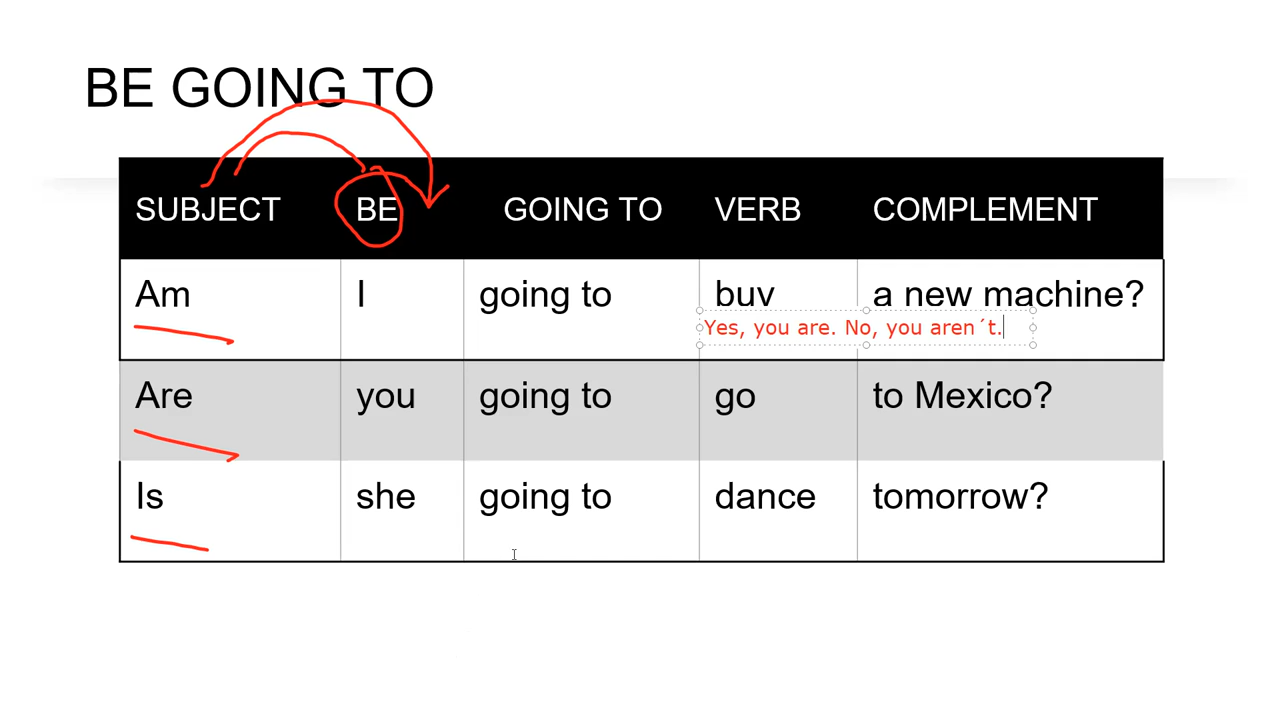 BE GOING TO
SUBJECT BE GOING TO VERB COMPLEMENT
Am I going to buy a new machine?
Yes, you are. No, you aren´t.
Are you going to go to Mexico?
Is she going to dance tomorrow?